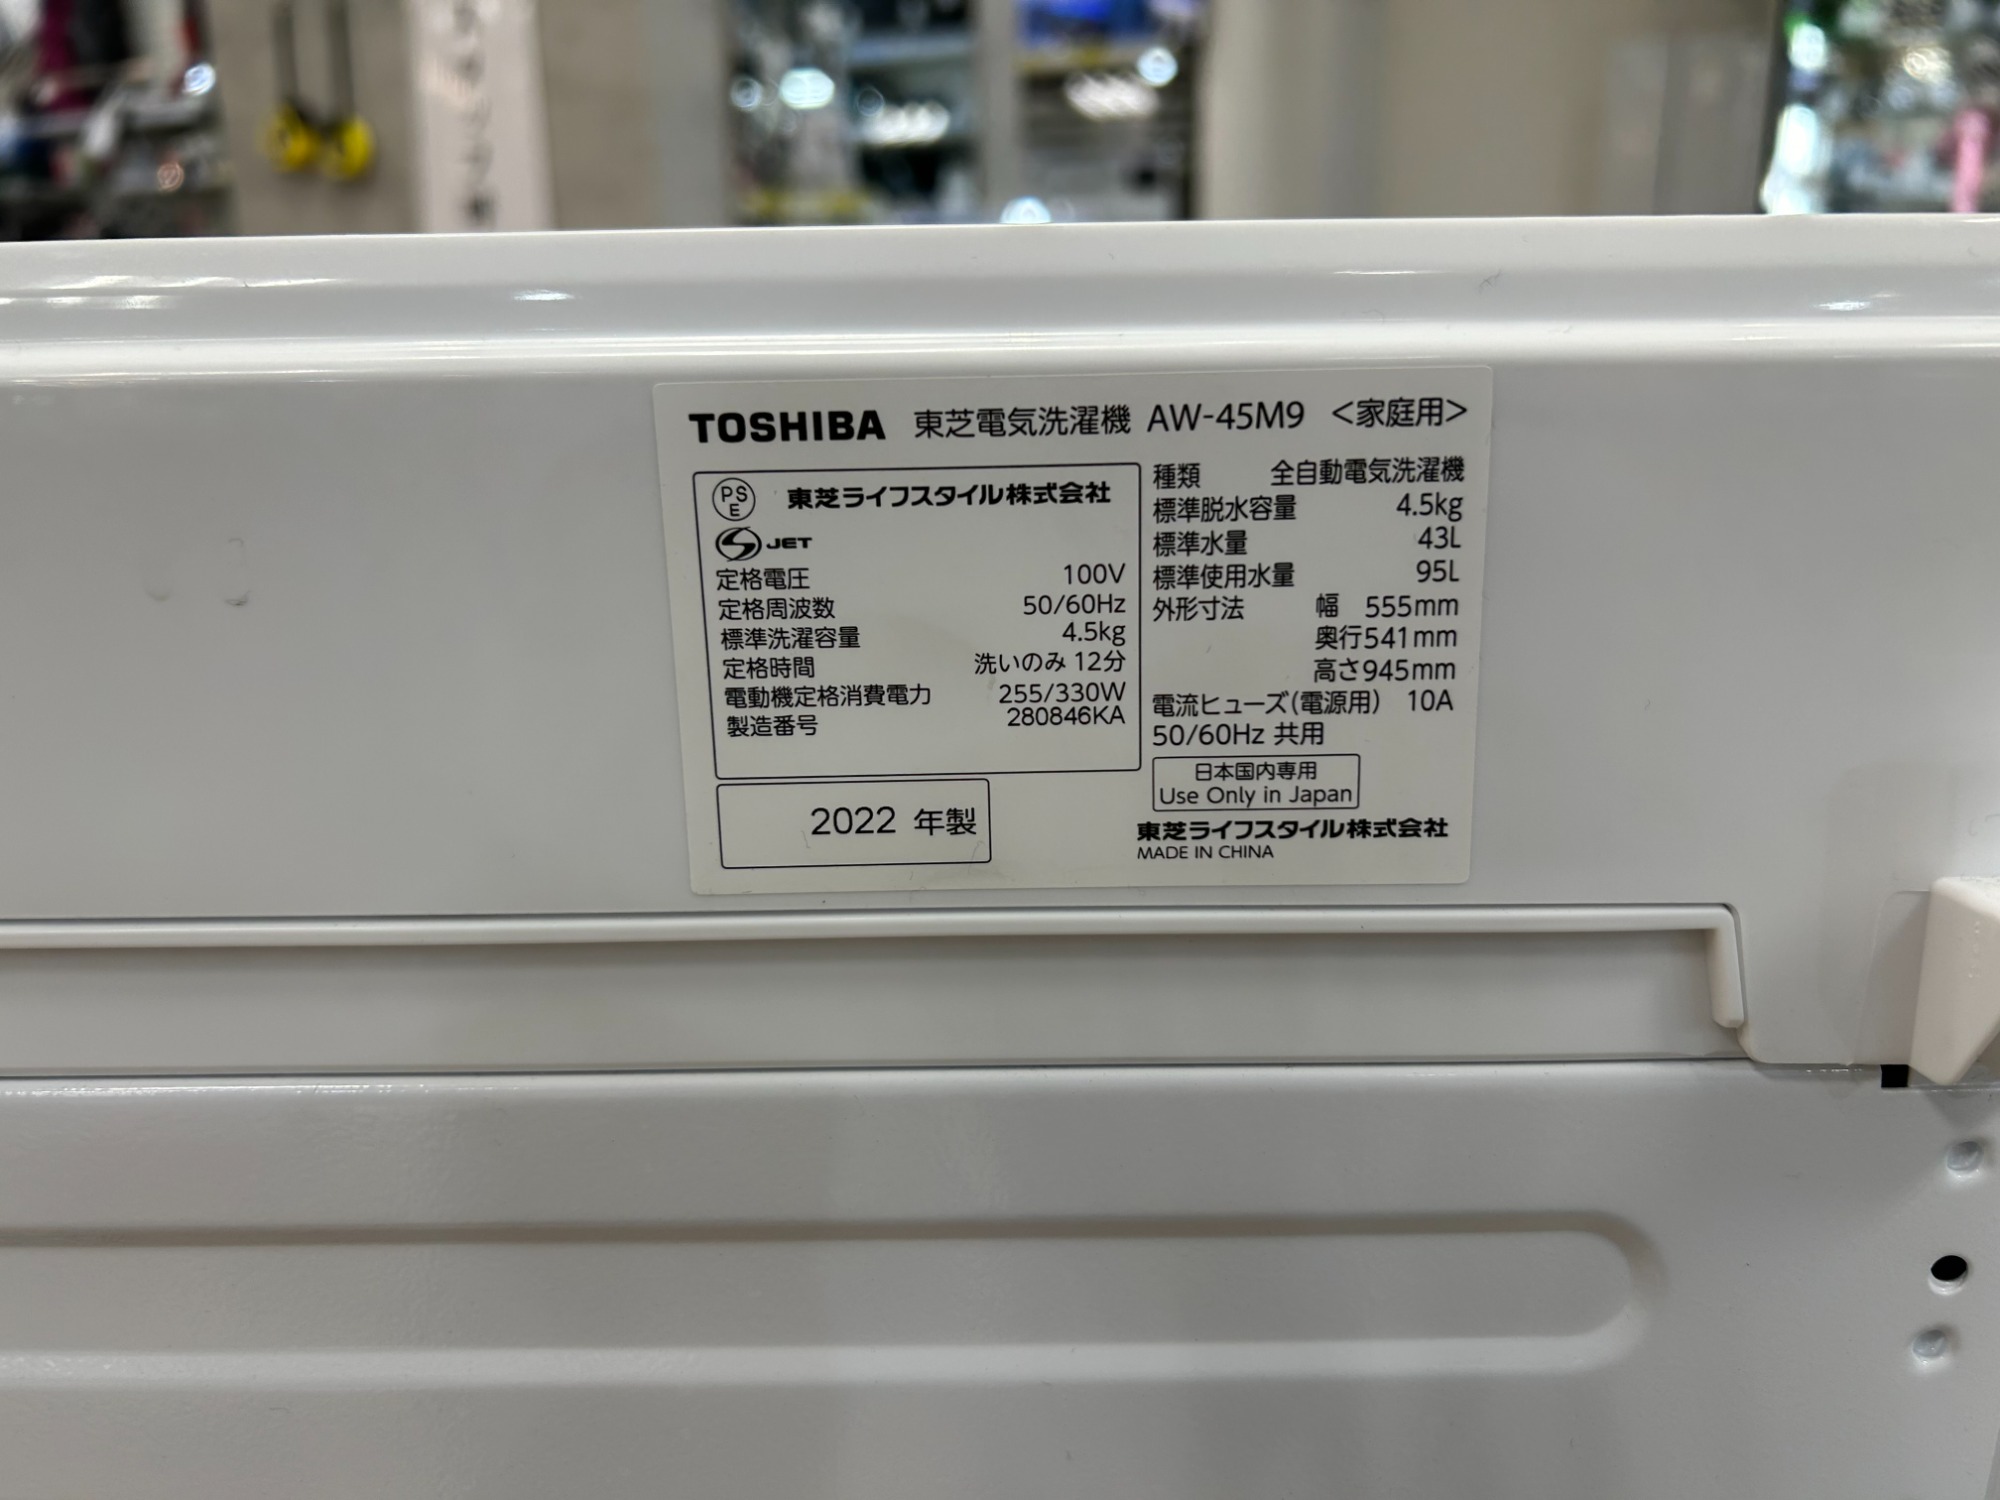 TOSHIBA 東芝電気洗濯機 AW-45M9 <家庭用>
PSE 東芝ライフスタイル株式会社
S JET
定格電圧 100V
定格周波数 50/60Hz
標準洗濯容量 4.5kg
定格時間 洗いのみ 12分
電動機定格消費電力 255/330W
製造番号 280846KA
2022 年製
種類 全自動電気洗濯機
標準脱水容量 4.5kg
標準水量 43L
標準使用水量 95L
外形寸法 幅 555mm
奥行541mm
高さ945mm
電流ヒューズ(電源用) 10A
50/60Hz 共用
日本国内専用
Use Only in Japan
東芝ライフスタイル株式会社
MADE IN CHINA